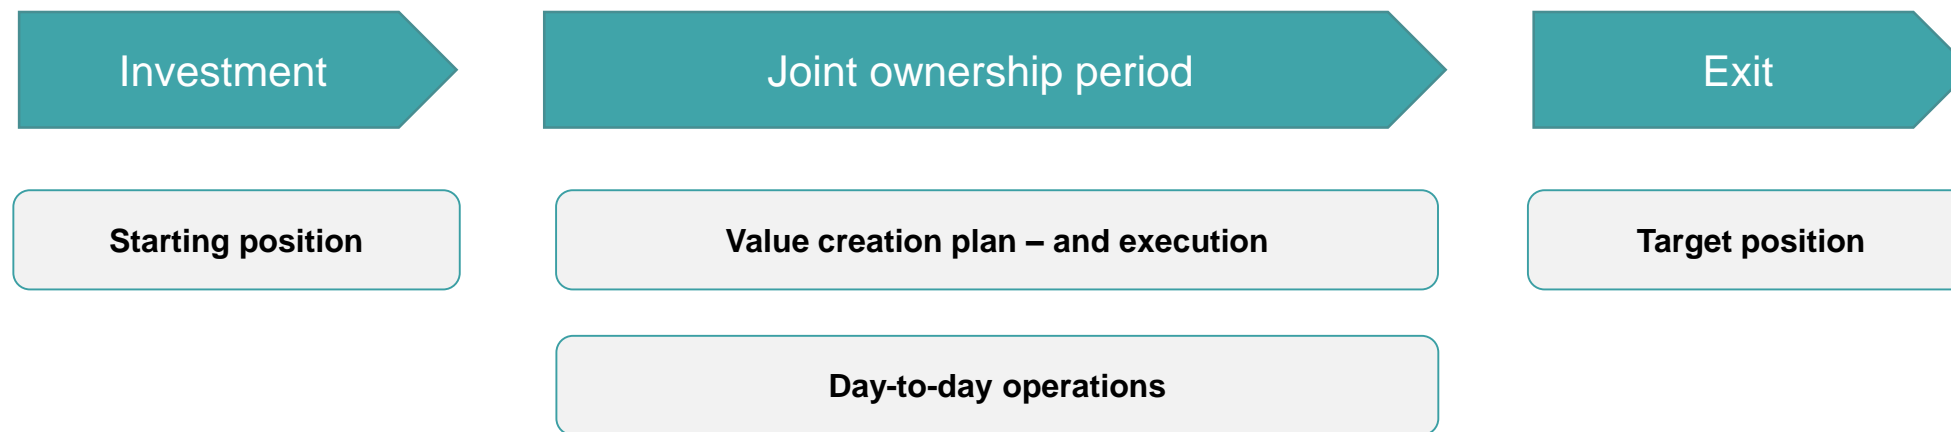 Investment
Joint ownership period
Exit
Starting position
Value creation plan – and execution
Target position
Day-to-day operations